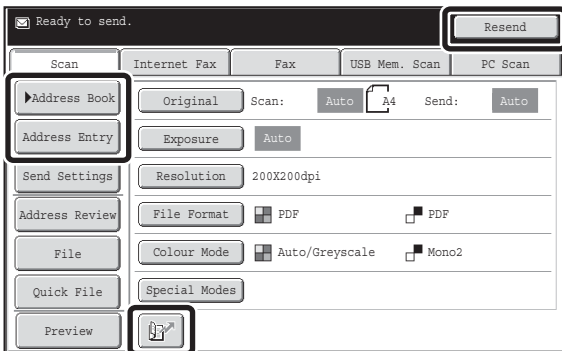 Ready to send.
Resend
Scan Internet Fax Fax USB Mem. Scan PC Scan
Address Book Original Scan: Auto A4 Send: Auto
Address Entry Exposure Auto
Send Settings Resolution 200X200dpi
Address Review File Format PDF PDF
File Colour Mode Auto/Greyscale Mono2
Quick File Special Modes
Preview